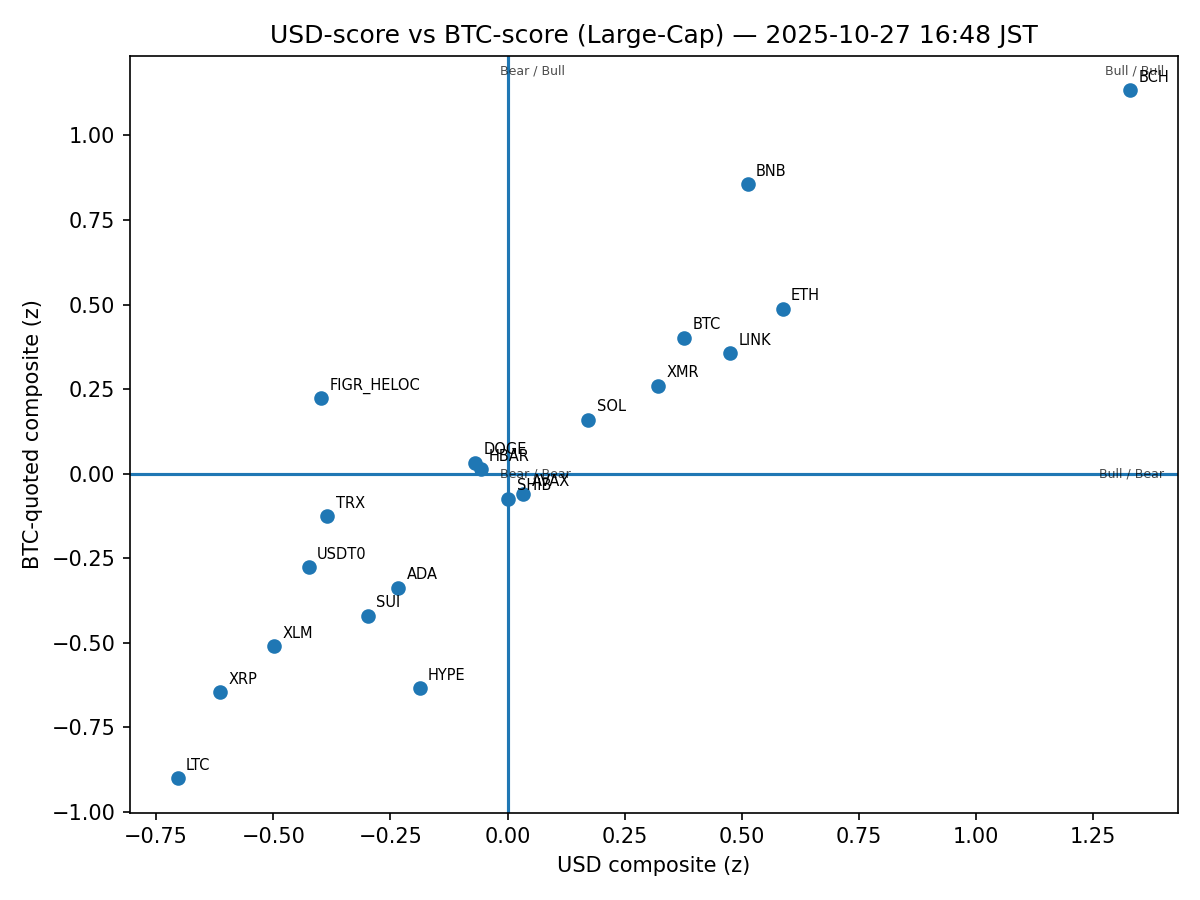 USD-score vs BTC-score (Large-Cap) — 2025-10-27 16:48 JST
Bear / Bull
Bull / Bull
BCH
1.00
BNB
0.75
0.50
ETH
BTC
LINK
XMR
0.25
FIGR_HELOC
SOL
DOGE
HBAR
0.00
Bear / Bear
Bull / Bear
AVAX
SHIB
TRX
−0.25
USDT0
ADA
SUI
−0.50
XLM
XRP
HYPE
−0.75
LTC
−1.00
−0.75 −0.50 −0.25 0.00 0.25 0.50 0.75 1.00 1.25
USD composite (z)
BTC-quoted composite (z)